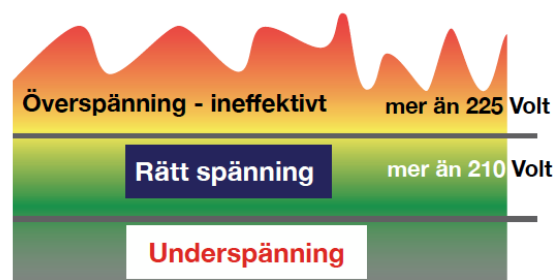 Överspänning - ineffektivt mer än 225 Volt
Rätt spänning mer än 210 Volt
Underspänning